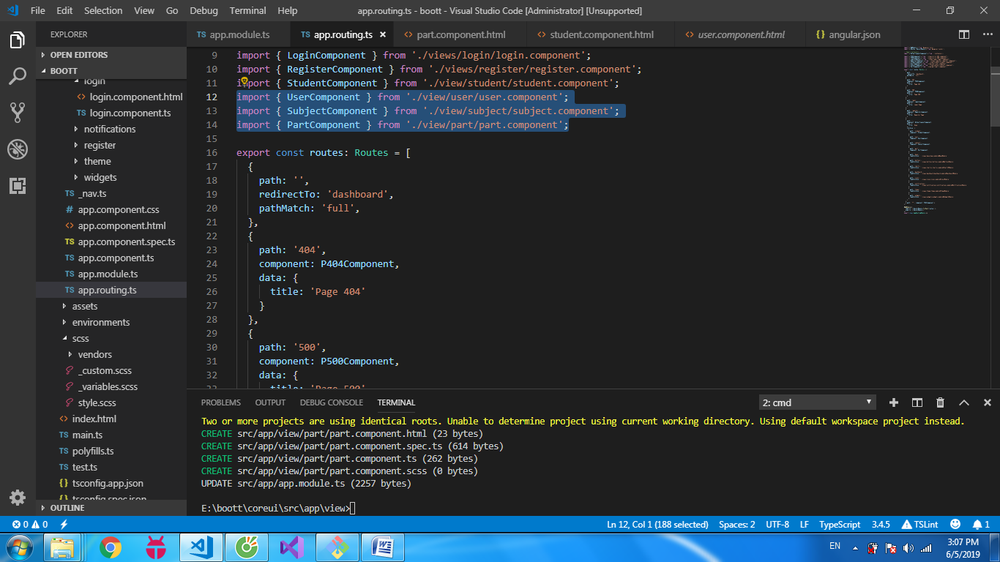 File Edit Selection View Go Debug Terminal Help app.routing.ts - boott - Visual Studio Code [Administrator] [Unsupported]
EXPLORER
OPEN EDITORS
BOOTT
login
login.component.html
TS login.component.ts
notifications
register
theme
widgets
TS _nav.ts
# app.component.css
app.component.html
TS app.component.spec.ts
TS app.component.ts
TS app.module.ts
TS app.routing.ts
assets
environments
scss
vendors
_custom.scss
_variables.scss
style.scss
index.html
TS main.ts
TS polyfills.ts
TS test.ts
{} tsconfig.app.json
{} tsconfig.spec.json
OUTLINE
TS app.module.ts TS app.routing.ts part.component.html student.component.html user.component.html {} angular.json
9 import { LoginComponent } from './views/login/login.component';
10 import { RegisterComponent } from './views/register/register.component';
11 import { StudentComponent } from './view/student/student.component';
12 import { UserComponent } from './view/user/user.component';
13 import { SubjectComponent } from './view/subject/subject.component';
14 import { PartComponent } from './view/part/part.component';
15
16 export const routes: Routes = [
17 {
18 path: '',
19 redirectTo: 'dashboard',
20 pathMatch: 'full',
21 },
22 {
23 path: '404',
24 component: P404Component,
25 data: {
26 title: 'Page 404'
27 }
28 },
29 {
30 path: '500',
31 component: P500Component,
32 data: {
33 title: 'Page 500'
PROBLEMS OUTPUT DEBUG CONSOLE TERMINAL 2: cmd
Two or more projects are using identical roots. Unable to determine project using current working directory. Using default workspace project instead.
CREATE src/app/view/part/part.component.html (23 bytes)
CREATE src/app/view/part/part.component.spec.ts (614 bytes)
CREATE src/app/view/part/part.component.ts (262 bytes)
CREATE src/app/view/part/part.component.scss (0 bytes)
UPDATE src/app/app.module.ts (2257 bytes)
E:\boott\coreui\src\app\view>
0 0 Ln 12, Col 1 (188 selected) Spaces: 2 UTF-8 LF TypeScript 3.4.5 TSLint 1
EN 3:07 PM
6/5/2019